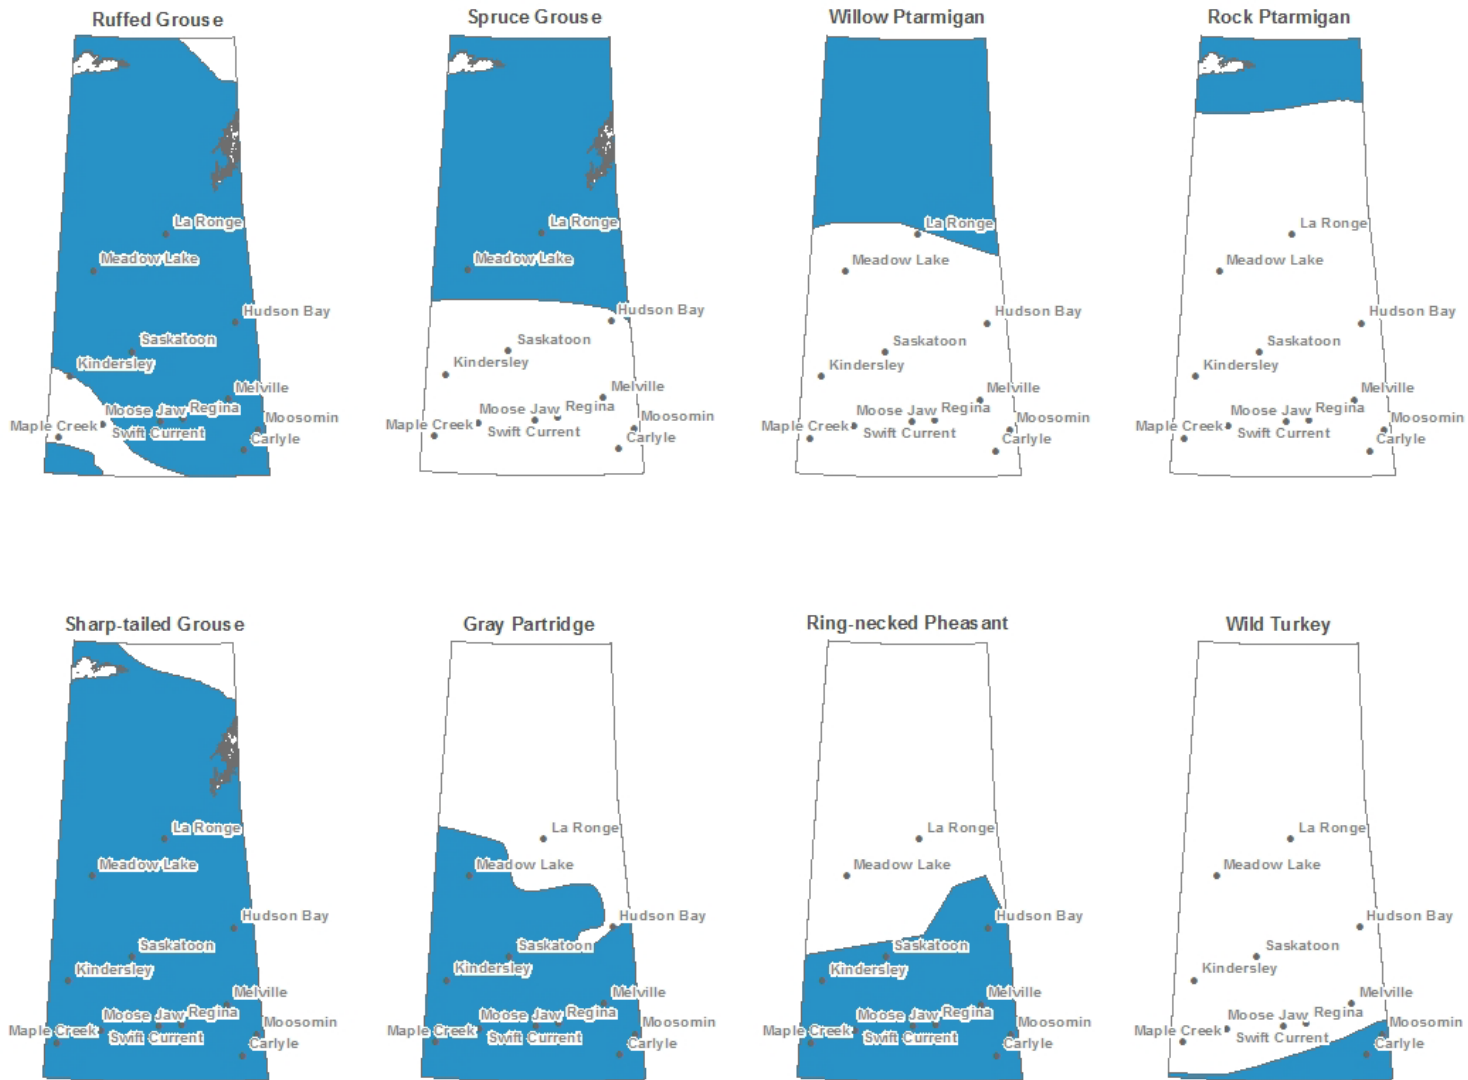 Ruffed Grouse
La Ronge
Meadow Lake
Hudson Bay
Saskatoon
Kindersley
Melville
Moose Jaw Regina
Moosomin
Maple Creek
Swift Current
Carlyle
Spruce Grouse
La Ronge
Meadow Lake
Hudson Bay
Saskatoon
Kindersley
Melville
Moose Jaw Regina
Moosomin
Maple Creek
Swift Current
Carlyle
Willow Ptarmigan
La Ronge
Meadow Lake
Hudson Bay
Saskatoon
Kindersley
Melville
Moose Jaw Regina
Moosomin
Maple Creek
Swift Current
Carlyle
Rock Ptarmigan
La Ronge
Meadow Lake
Hudson Bay
Saskatoon
Kindersley
Melville
Moose Jaw Regina
Moosomin
Maple Creek
Swift Current
Carlyle
Sharp-tailed Grouse
La Ronge
Meadow Lake
Hudson Bay
Saskatoon
Kindersley
Melville
Moose Jaw Regina
Moosomin
Maple Creek
Swift Current
Carlyle
Gray Partridge
La Ronge
Meadow Lake
Hudson Bay
Saskatoon
Kindersley
Melville
Moose Jaw Regina
Moosomin
Maple Creek
Swift Current
Carlyle
Ring-necked Pheasant
La Ronge
Meadow Lake
Hudson Bay
Saskatoon
Kindersley
Melville
Moose Jaw Regina
Moosomin
Maple Creek
Swift Current
Carlyle
Wild Turkey
La Ronge
Meadow Lake
Hudson Bay
Saskatoon
Kindersley
Melville
Moose Jaw Regina
Moosomin
Maple Creek
Swift Current
Carlyle